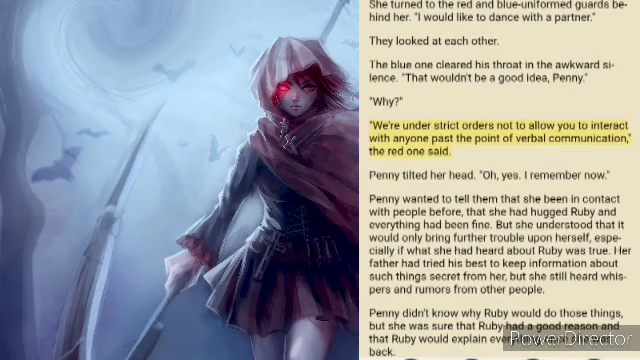 She turned to the red and blue-uniformed guards be-
hind her. "I would like to dance with a partner."
They looked at each other.
The blue one cleared his throat in the awkward si-
lence. "That wouldn't be a good idea, Penny."
"Why?"
"We're under strict orders not to allow you to interact
with anyone past the point of verbal communication,"
the red one said.
Penny tilted her head. "Oh, yes. I remember now."
Penny wanted to tell them that she been in contact
with people before, that she had hugged Ruby and
everything had been fine. But she understood that it
would only bring further trouble upon herself, espe-
cially if what she had heard about Ruby was true. Her
father had tried his best to keep information about
such things secret from her, but she still heard whis-
pers and rumors from other people.
Penny didn't know why Ruby would do those things,
but she was sure that Ruby had a good reason and
that Ruby would explain
back.
PowerDirector